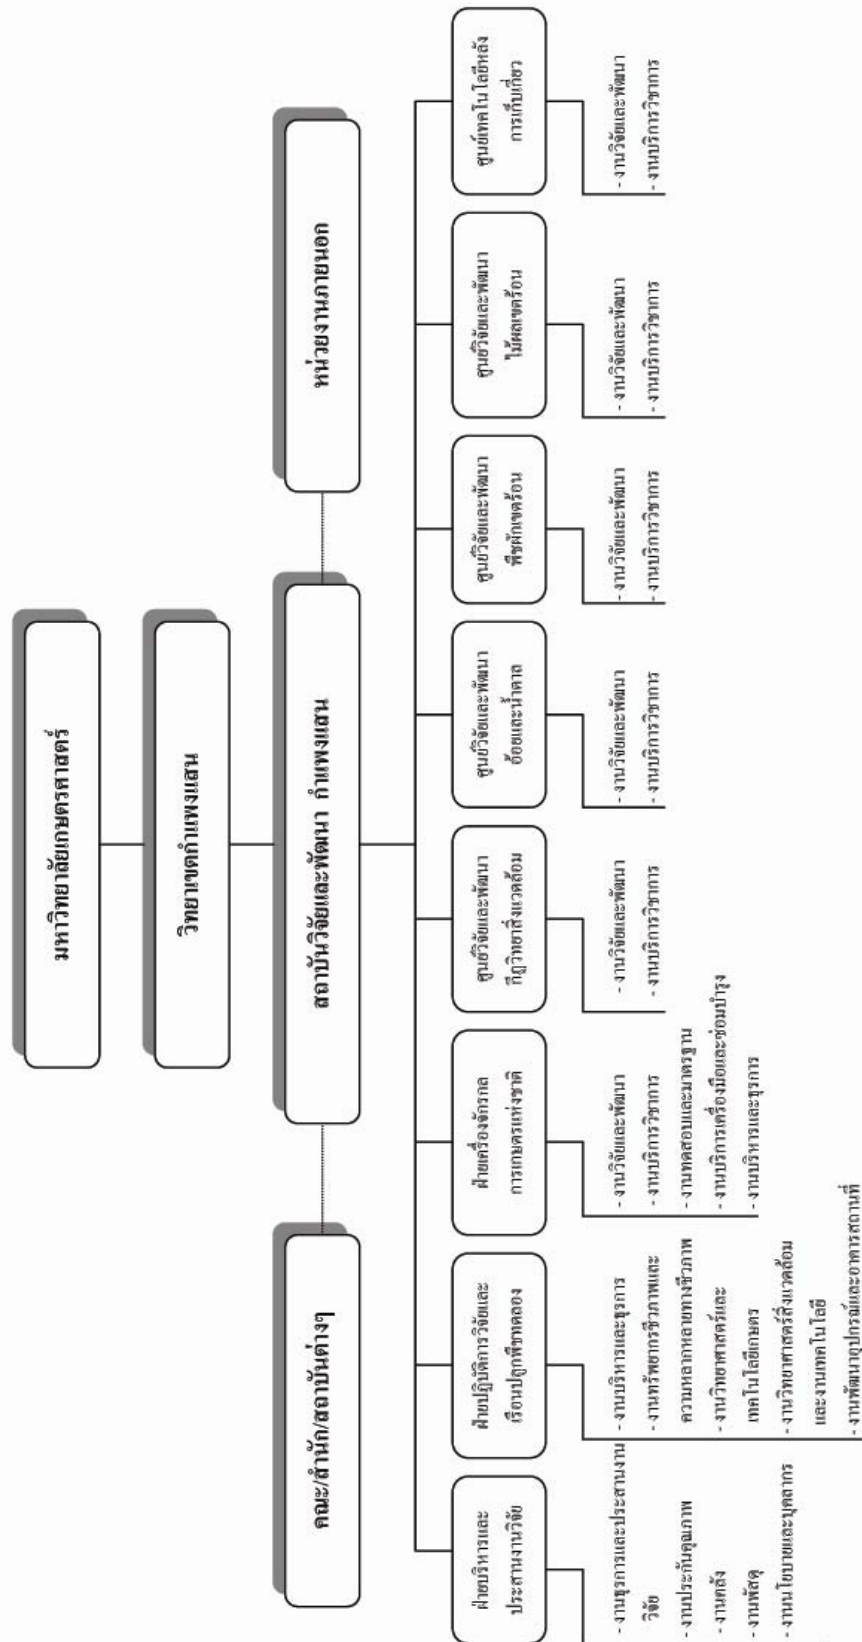 มหาวิทยาลัยเกษตรศาสตร์
วิทยาเขตกำแพงแสน
คณะ/สำนัก/สถาบันต่างๆ
สถาบันวิจัยและพัฒนา กำแพงแสน
หน่วยงานภายนอก
ฝ่ายบริหารและ
ประสานงานวิจัย
- งานธุรการและประสานงาน
วิจัย
- งานประกันคุณภาพ
- งานคลัง
- งานพัสดุ
- งานนโยบายและบุคลากร
ฝ่ายปฏิบัติการวิจัยและ
เรือนปลูกพืชทดลอง
- งานบริหารและธุรการ
- งานทรัพยากรชีวภาพและ
ความหลากหลายทางชีวภาพ
- งานวิทยาศาสตร์และ
เทคโนโลยีเกษตร
- งานวิทยาศาสตร์สิ่งแวดล้อม
และงานเทคโนโลยี
- งานพัฒนาอุปกรณ์และอาคารสถานที่
ฝ่ายเครื่องจักรกล
การเกษตรแห่งชาติ
- งานวิจัยและพัฒนา
- งานบริการวิชาการ
- งานทดสอบและมาตรฐาน
- งานบริการเครื่องมือและซ่อมบำรุง
- งานบริหารและธุรการ
ศูนย์วิจัยและพัฒนา
กีฏวิทยาสิ่งแวดล้อม
- งานวิจัยและพัฒนา
- งานบริการวิชาการ
ศูนย์วิจัยและพัฒนา
อ้อยและน้ำตาล
- งานวิจัยและพัฒนา
- งานบริการวิชาการ
ศูนย์วิจัยและพัฒนา
พืชผักเขตร้อน
- งานวิจัยและพัฒนา
- งานบริการวิชาการ
ศูนย์วิจัยและพัฒนา
ไม้ผลเขตร้อน
- งานวิจัยและพัฒนา
- งานบริการวิชาการ
ศูนย์เทคโนโลยีหลัง
การเก็บเกี่ยว
- งานวิจัยและพัฒนา
- งานบริการวิชาการ